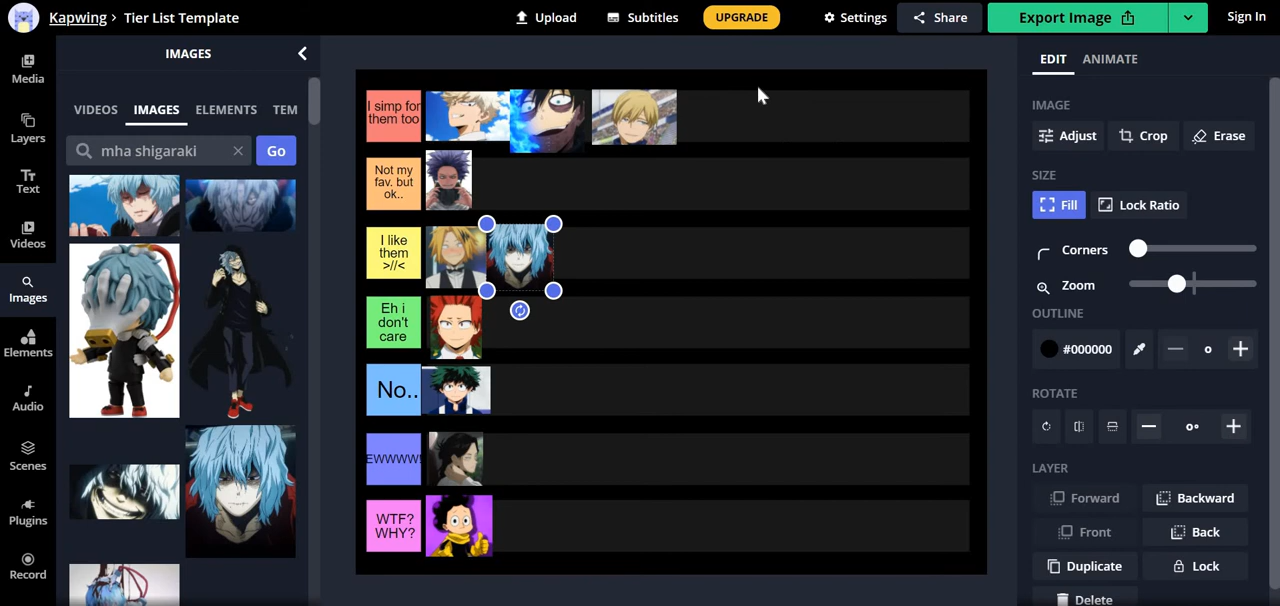 Kapwing › Tier List Template
Upload
Subtitles
UPGRADE
Settings
Share
Export Image
Sign In
Media
Layers
Text
Videos
Images
Elements
Audio
Scenes
Plugins
Record
IMAGES
VIDEOS IMAGES ELEMENTS TEM
mha shigaraki
Go
I simp for
them too
Not my
fav. but
ok..
I like
them
>//<
Eh i
don't
care
No..
EWWWW!
WTF?
WHY?
EDIT ANIMATE
IMAGE
Adjust Crop Erase
SIZE
Fill Lock Ratio
Corners
Zoom
OUTLINE
#000000 0
ROTATE
0°
LAYER
Forward Backward
Front Back
Duplicate Lock
Delete